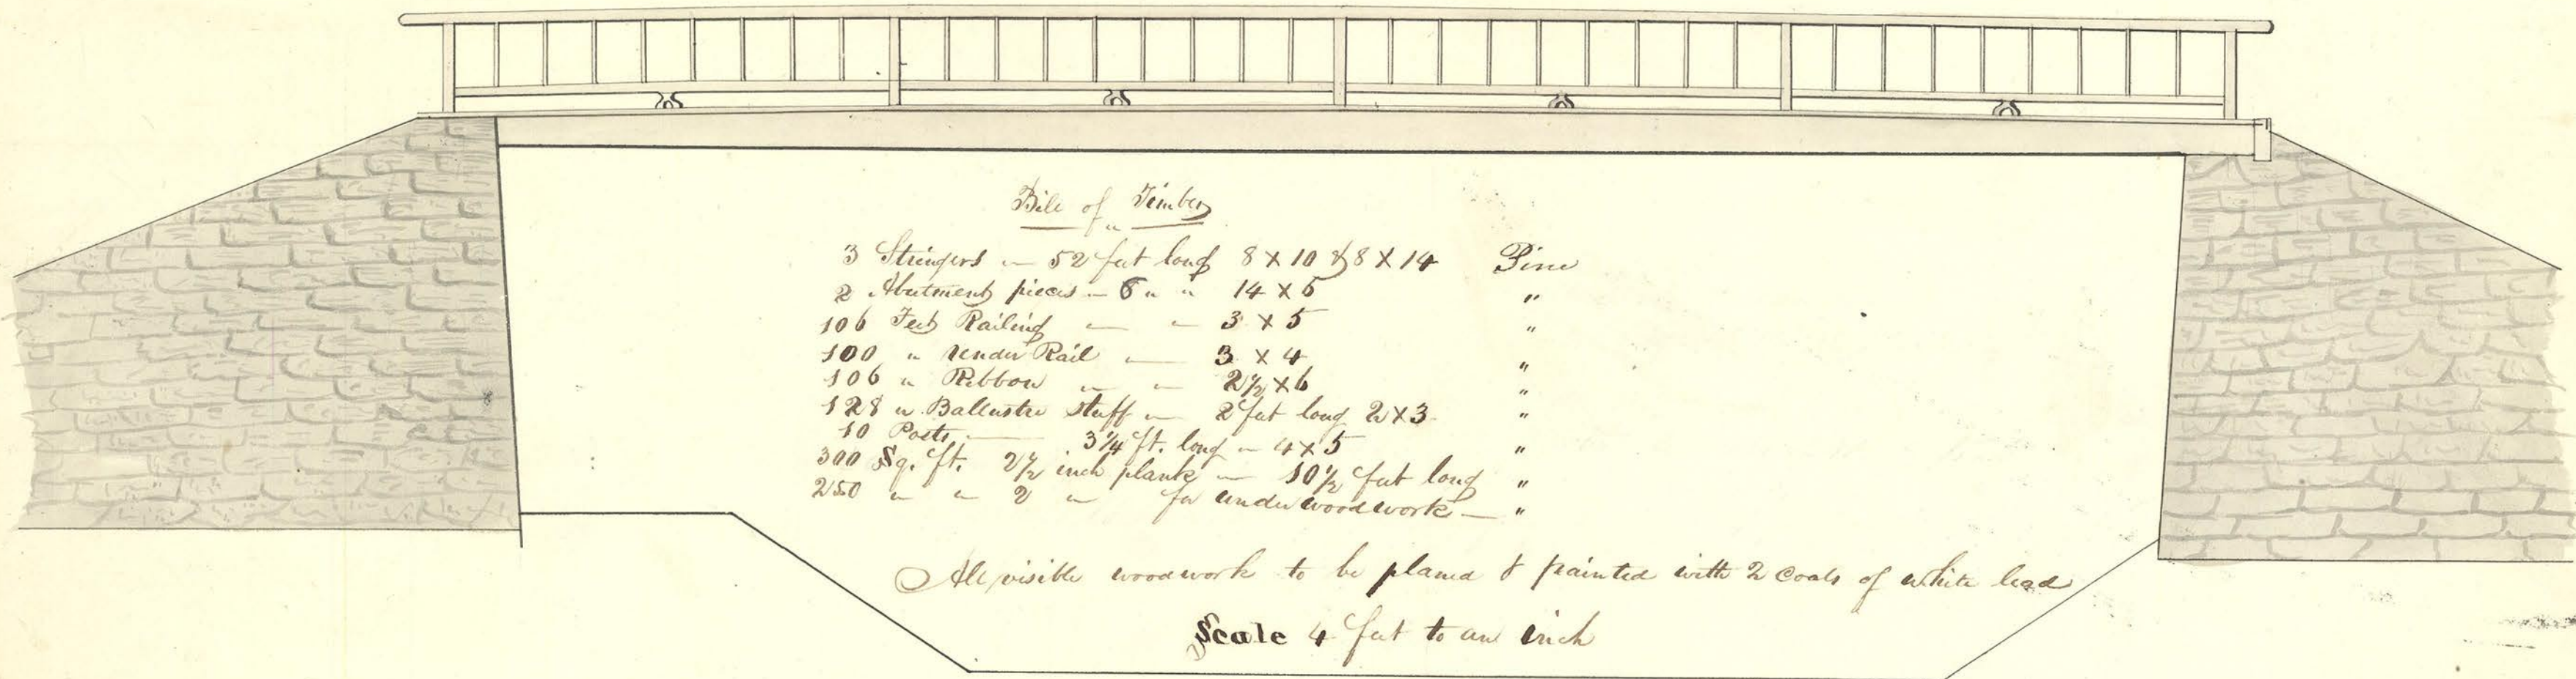 Bill of Timber
3 Stringers — 52 feet long 8 X 10 & 8 X 14 Pine
2 Abutment pieces — 6 " " 14 X 6 "
106 Feet Railing — — 3 X 5 "
100 " Under Rail — 3 X 4 "
106 " Ribbon — — 2½ X 6 "
128 " Ballustre stuff — 2 feet long 2 X 3 "
10 Posts — 3¼ ft. long — 4 X 5 "
300 Sq. ft. 2½ inch plank — 10½ feet long "
250 " " 2 " for under woodwork — "
All visible woodwork to be planed & painted with 2 coats of white lead
Scale 4 feet to an inch